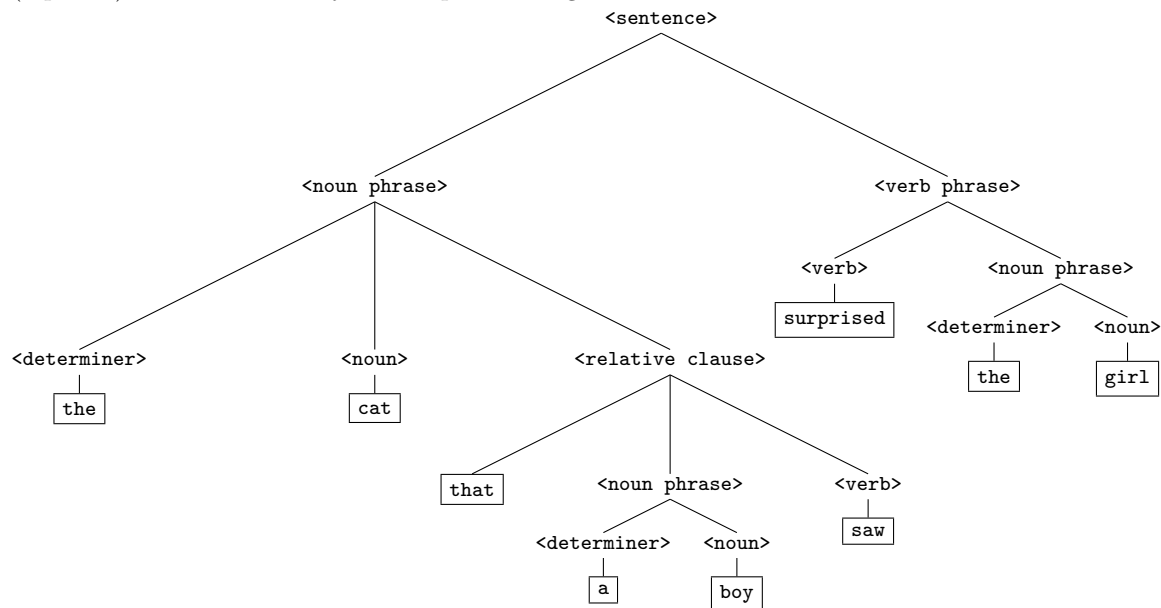 <sentence>
<noun phrase> <verb phrase>
<verb> <noun phrase>
surprised
<determiner> <noun>
<determiner> <noun> <relative clause>
the girl
the cat
that <noun phrase> <verb>
saw
<determiner> <noun>
a boy